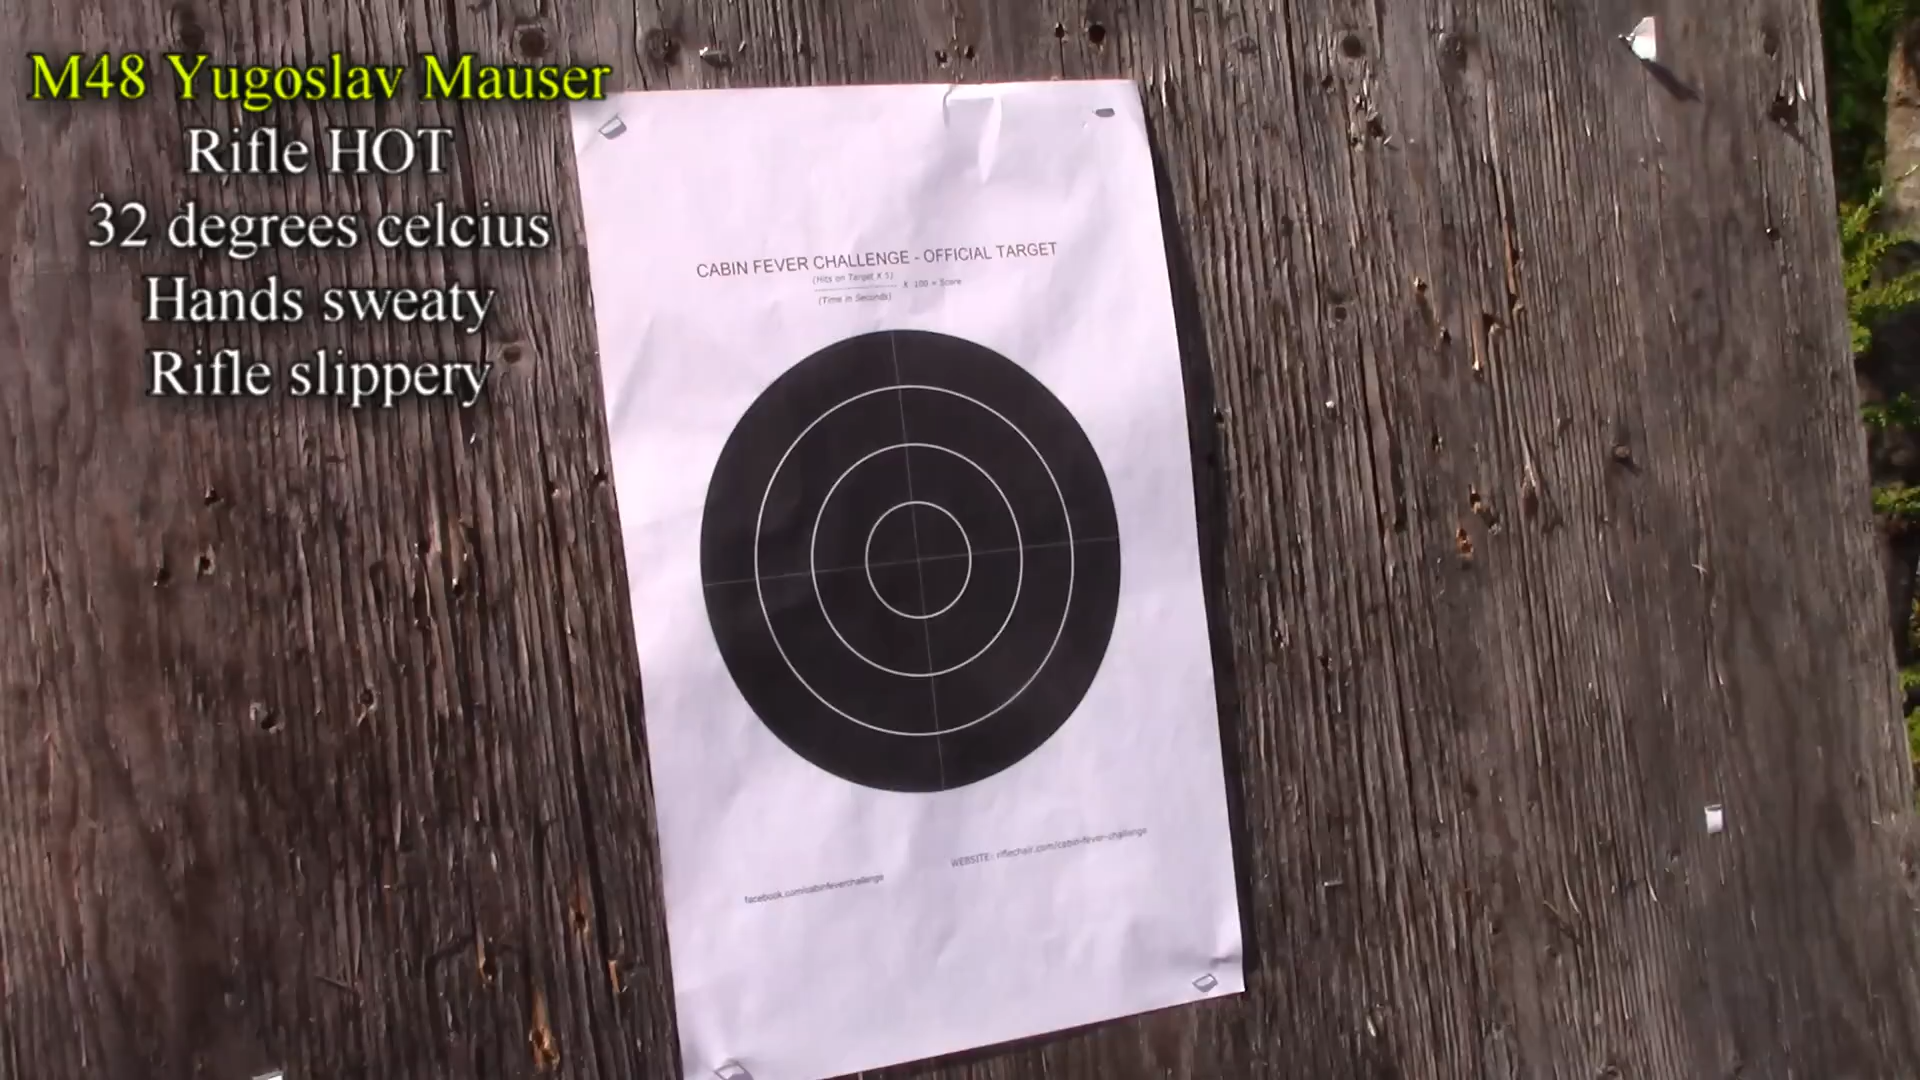 M48 Yugoslav Mauser
Rifle HOT
32 degrees celcius
Hands sweaty
Rifle slippery
CABIN FEVER CHALLENGE - OFFICIAL TARGET
(Hits on Target X 5)
X 100 = Score
(Time in Seconds)
WEBSITE: riflechair.com/cabin-fever-challenge
facebook.com/cabinfeverchallenge